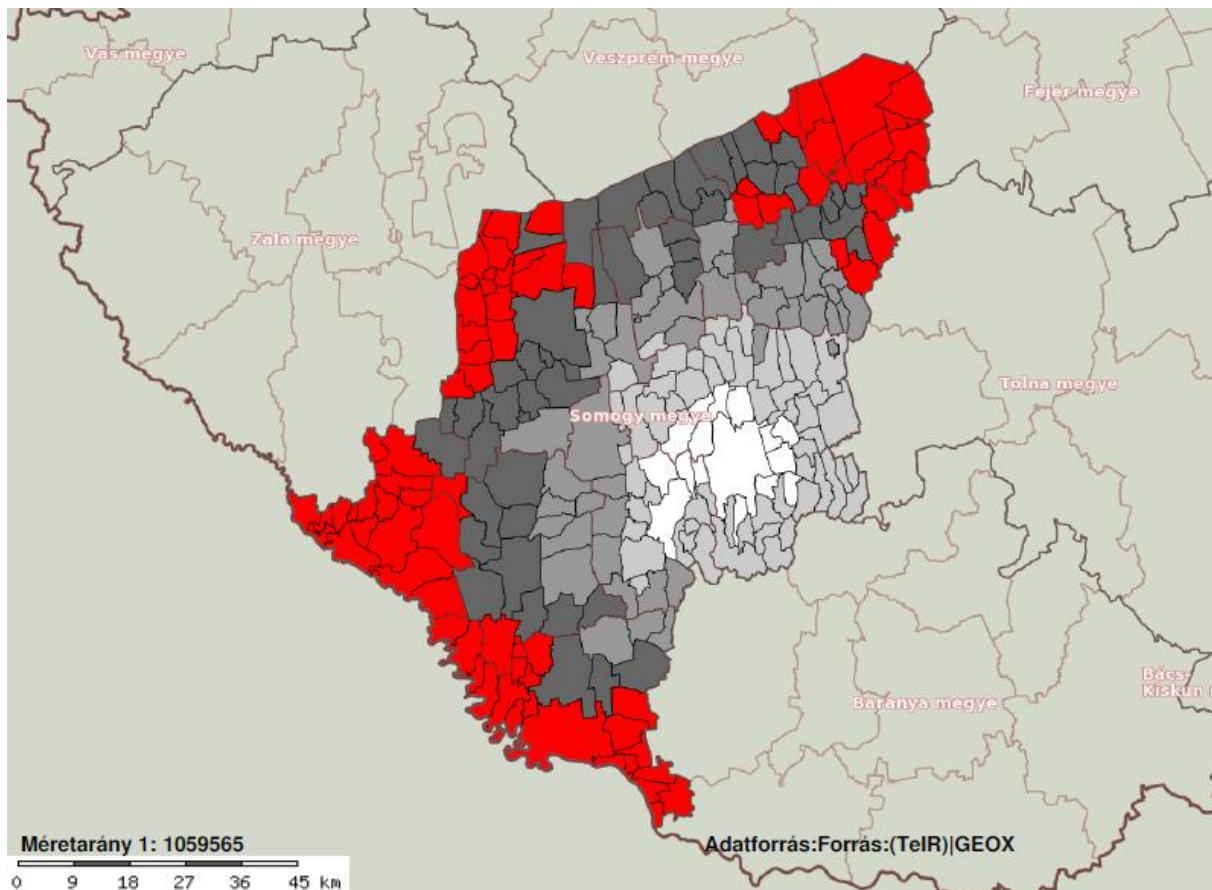 Vas megye
Veszprém megye
Fejér megye
Zala megye
Tolna megye
Somogy megye
Bács-
Kiskun
Baranya megye
Méretarány 1: 1059565
Adatforrás:Forrás:(TeIR)|GEOX
0 9 18 27 36 45 km